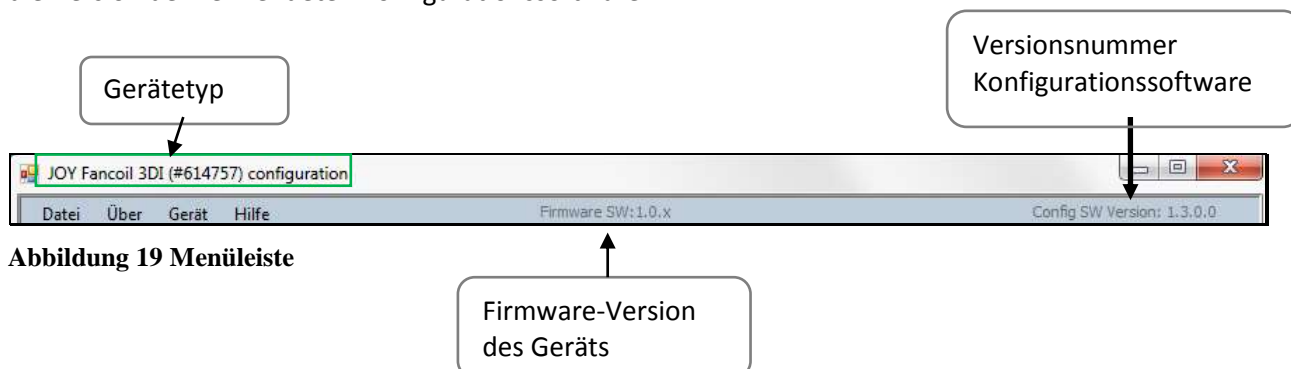 Versionsnummer
Konfigurationssoftware
Gerätetyp
JOY Fancoil 3DI (#614757) configuration
Datei Über Gerät Hilfe Firmware SW:1.0.x Config SW Version: 1.3.0.0
Abbildung 19 Menüleiste
Firmware-Version
des Geräts